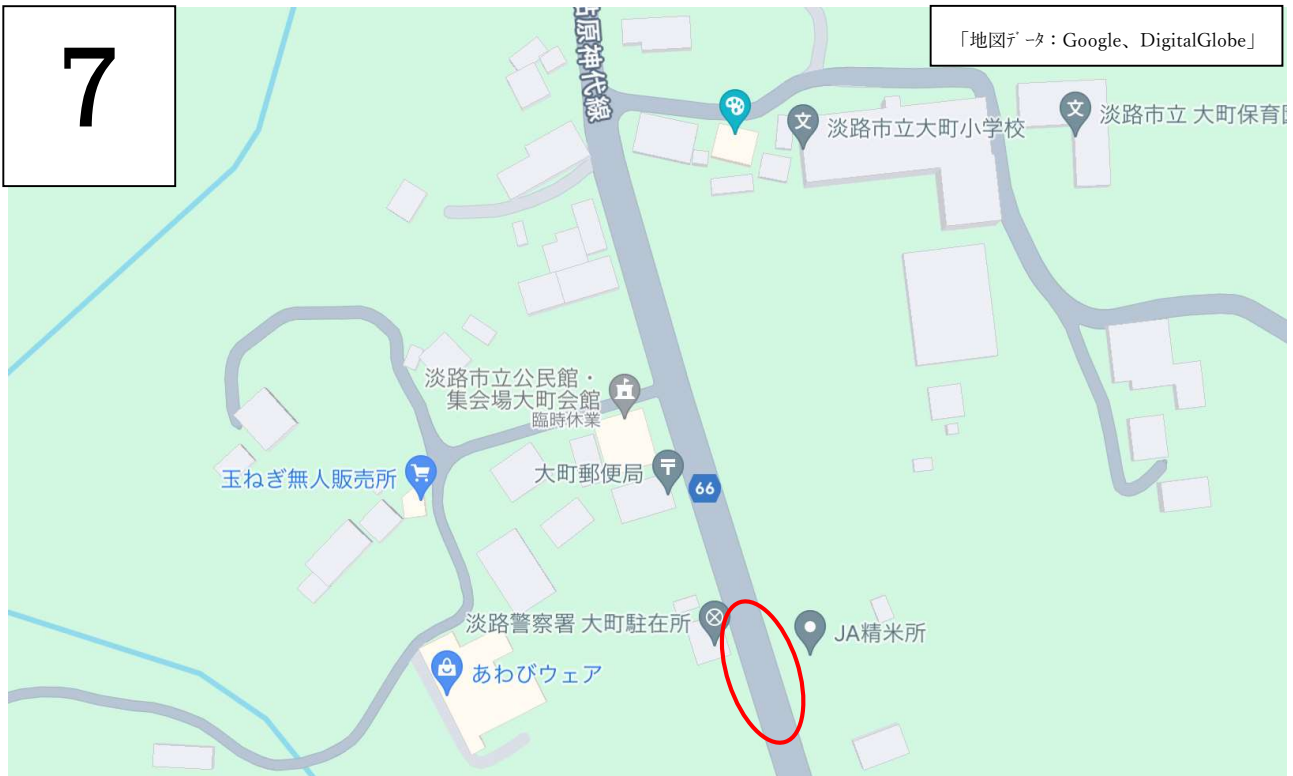 7
「地図ﾃﾞｰﾀ：Google、DigitalGlobe」
原神代線
淡路市立大町小学校
淡路市立 大町保育
淡路市立公民館・
集会場大町会館
臨時休業
玉ねぎ無人販売所
大町郵便局
66
淡路警察署 大町駐在所
JA精米所
あわびウェア
文
文
〒